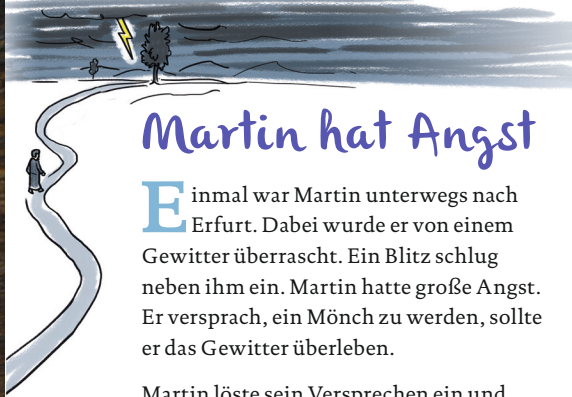 Martin hat Angst
Einmal war Martin unterwegs nach
Erfurt. Dabei wurde er von einem
Gewitter überrascht. Ein Blitz schlug
neben ihm ein. Martin hatte große Angst.
Er versprach, ein Mönch zu werden, sollte
er das Gewitter überleben.
Martin löste sein Versprechen ein und